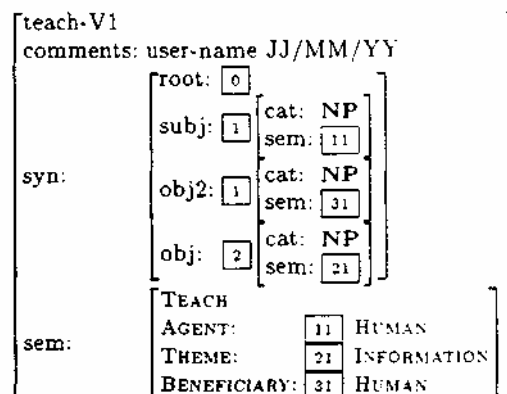 teach-V1
comments: user-name JJ/MM/YY
root: 0
subj: 1 cat: NP
sem: 11
syn:
obj2: 1 cat: NP
sem: 31
obj: 2 cat: NP
sem: 21
TEACH
AGENT: 11 HUMAN
sem:
THEME: 21 INFORMATION
BENEFICIARY: 31 HUMAN